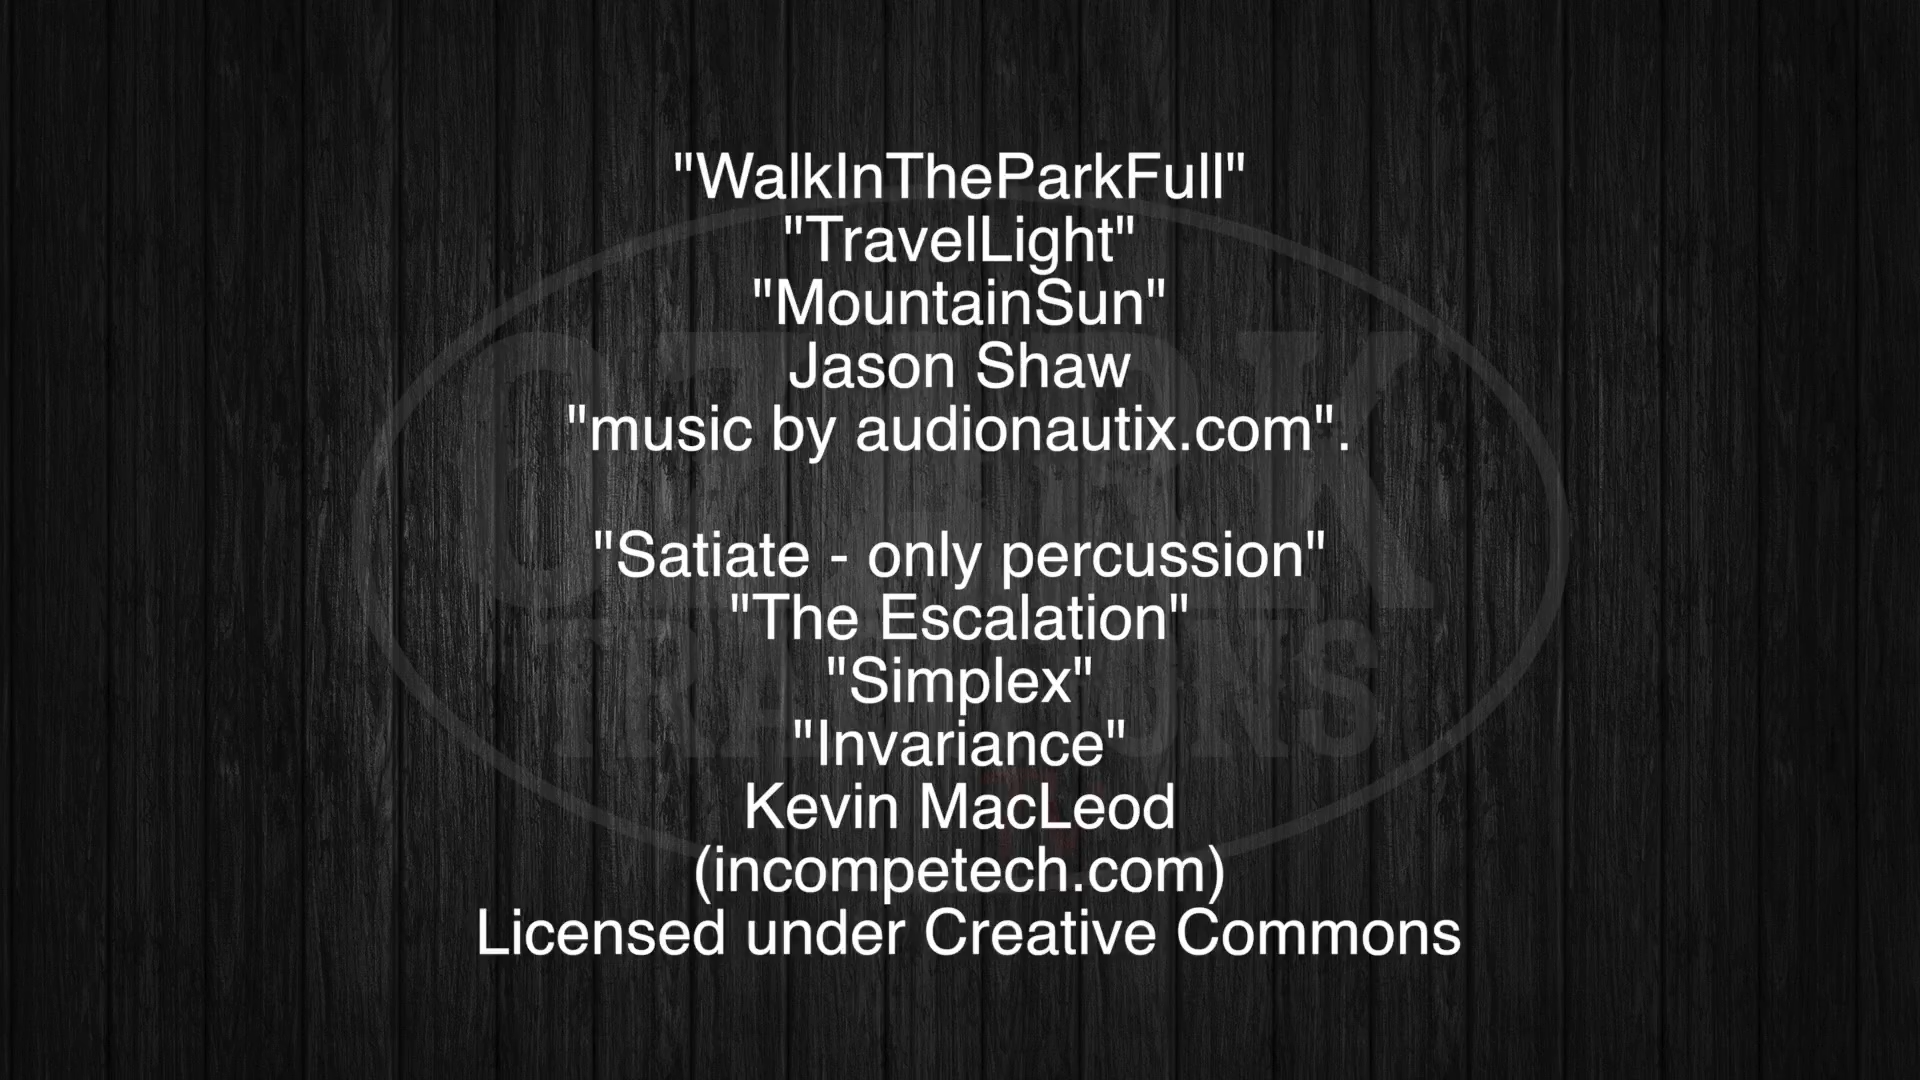 "WalkInTheParkFull"
"TravelLight"
"MountainSun"
Jason Shaw
"music by audionautix.com".
"Satiate - only percussion"
"The Escalation"
"Simplex"
"Invariance"
Kevin MacLeod
(incompetech.com)
Licensed under Creative Commons
OZARK